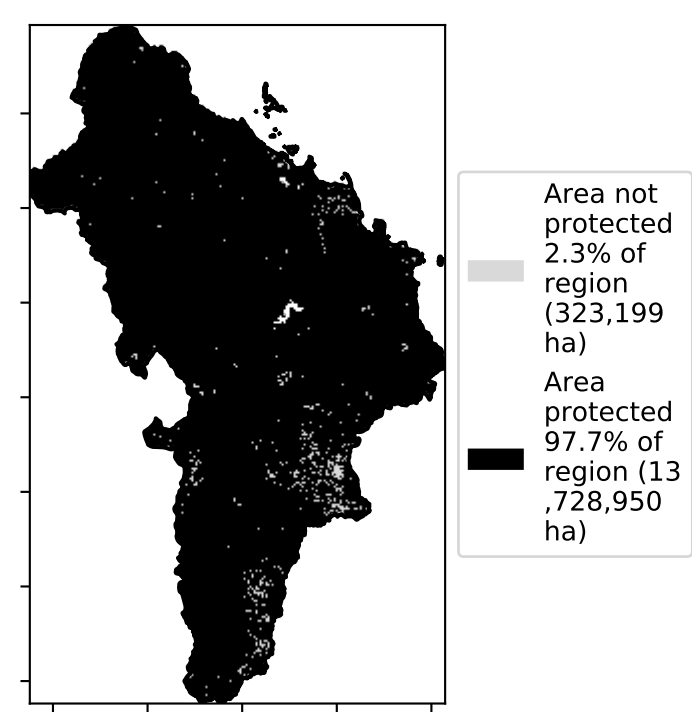 Area not
protected
2.3% of
region
(323,199
ha)
Area
protected
97.7% of
region (13
,728,950
ha)